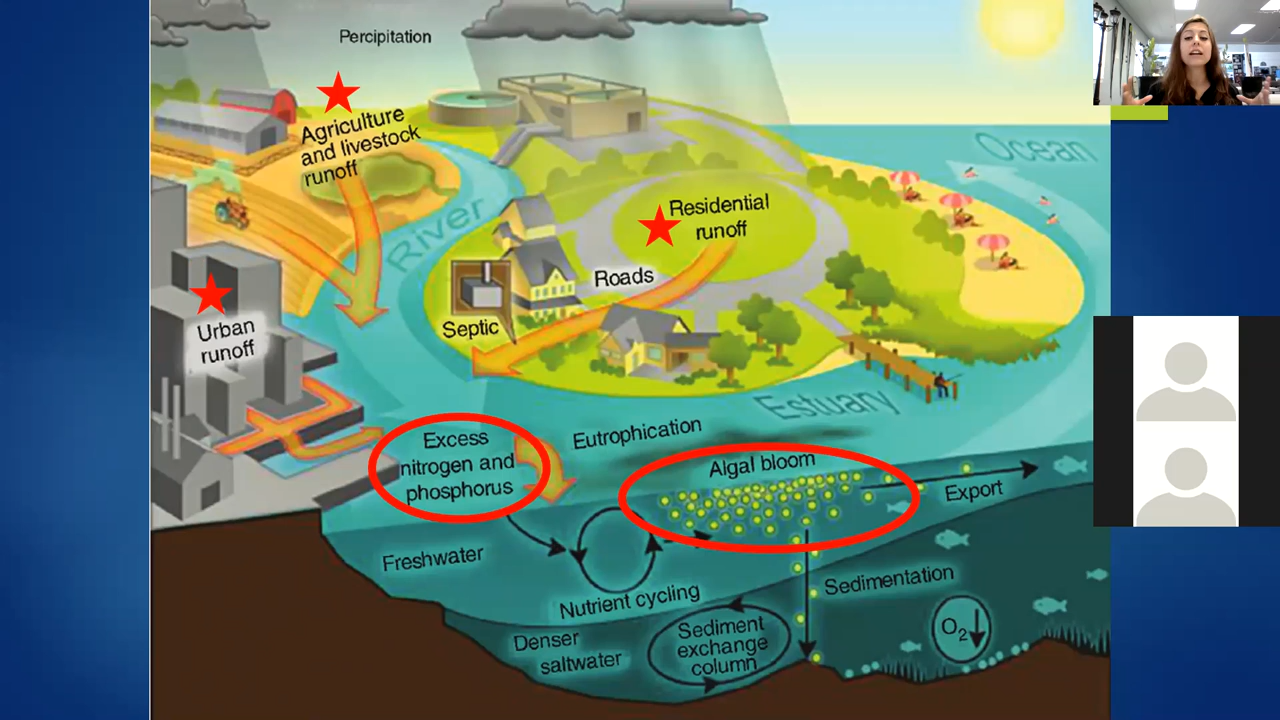 Percipitation
Agriculture
and livestock
runoff
Ocean
River
Residential
runoff
Roads
Septic
Urban
runoff
Estuary
Excess
nitrogen and
phosphorus
Eutrophication
Algal bloom
Export
Freshwater
Nutrient cycling
Sedimentation
Denser
saltwater
Sediment
exchange
column
O₂